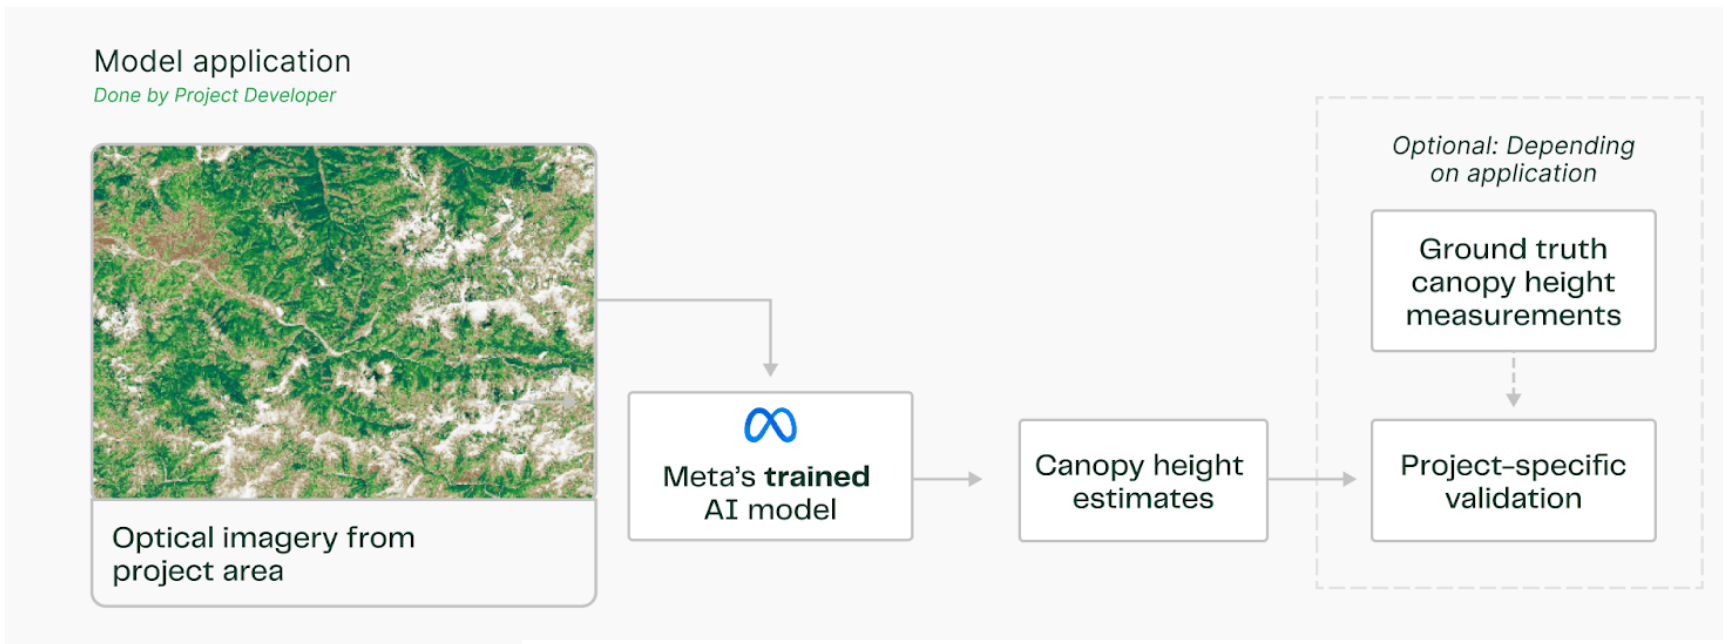 Model application
Done by Project Developer
Optional: Depending
on application
Ground truth
canopy height
measurements
Meta’s trained
AI model
Canopy height
estimates
Project-specific
validation
Optical imagery from
project area